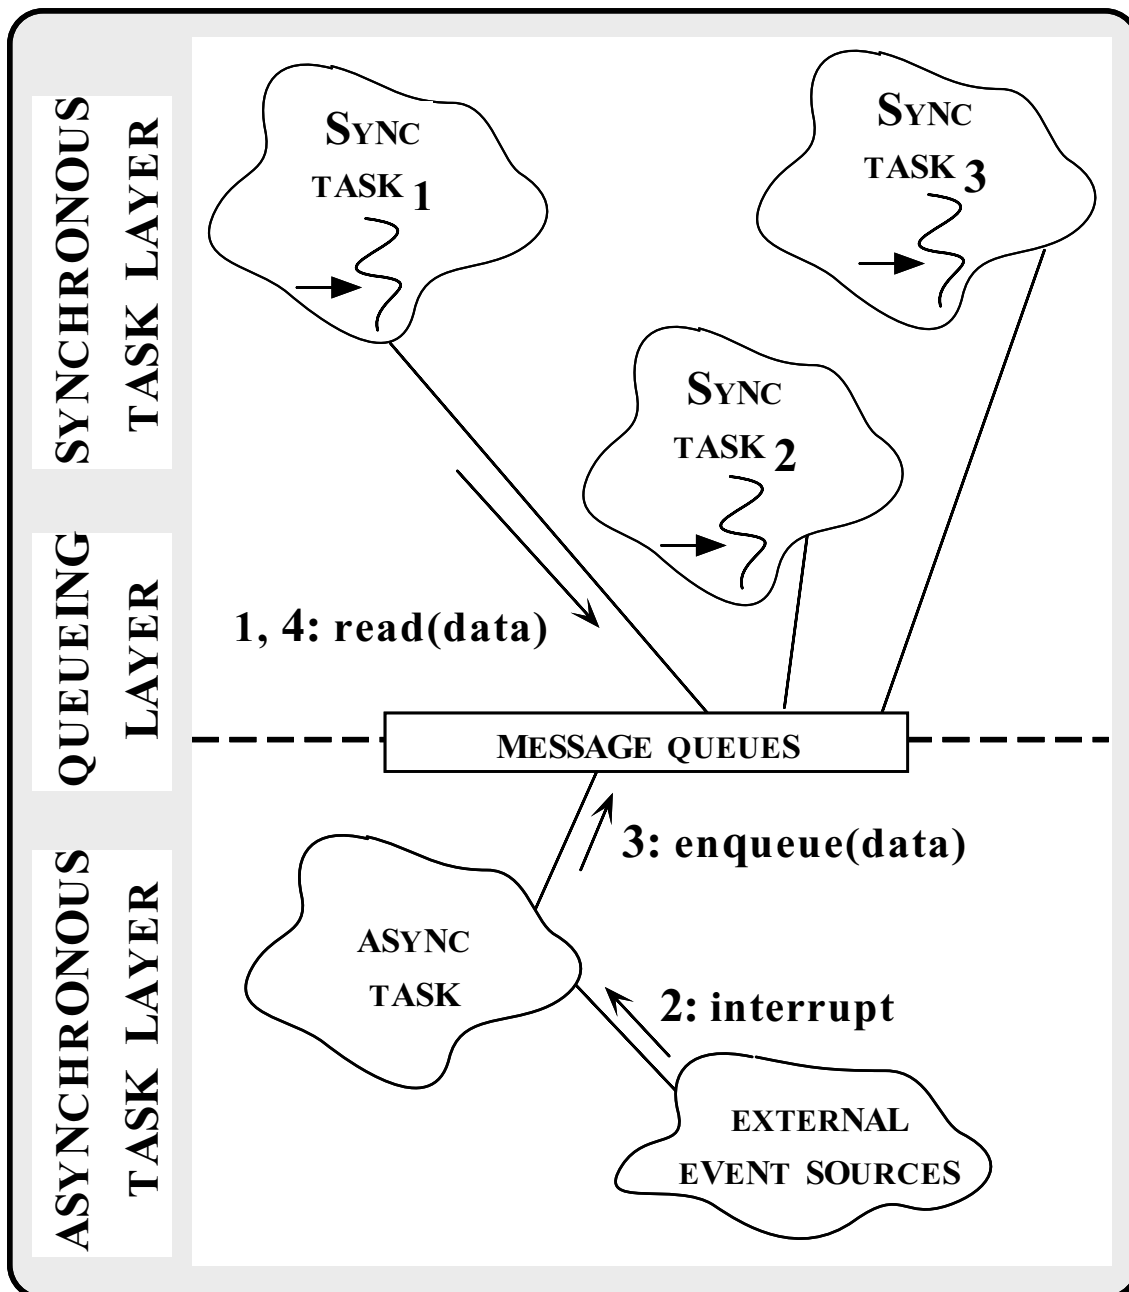 SYNCHRONOUS
TASK LAYER
SYNC
TASK 1
SYNC
TASK 3
SYNC
TASK 2
QUEUEING
LAYER
1, 4: read(data)
MESSAGE QUEUES
3: enqueue(data)
ASYNCHRONOUS
TASK LAYER
ASYNC
TASK
2: interrupt
EXTERNAL
EVENT SOURCES